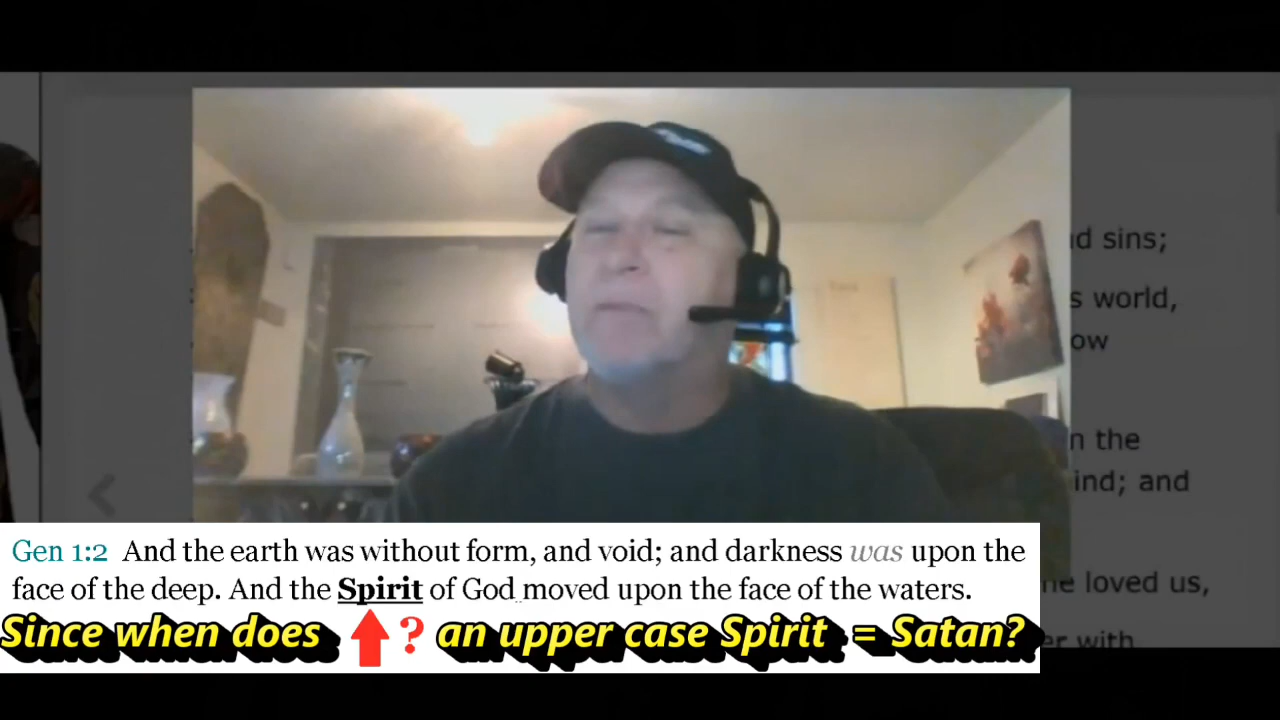 d sins;
s world,
ow
n the
ind; and
e loved us,
er with
Gen 1:2 And the earth was without form, and void; and darkness was upon the
face of the deep. And the Spirit of God moved upon the face of the waters.
Since when does ? an upper case Spirit = Satan?